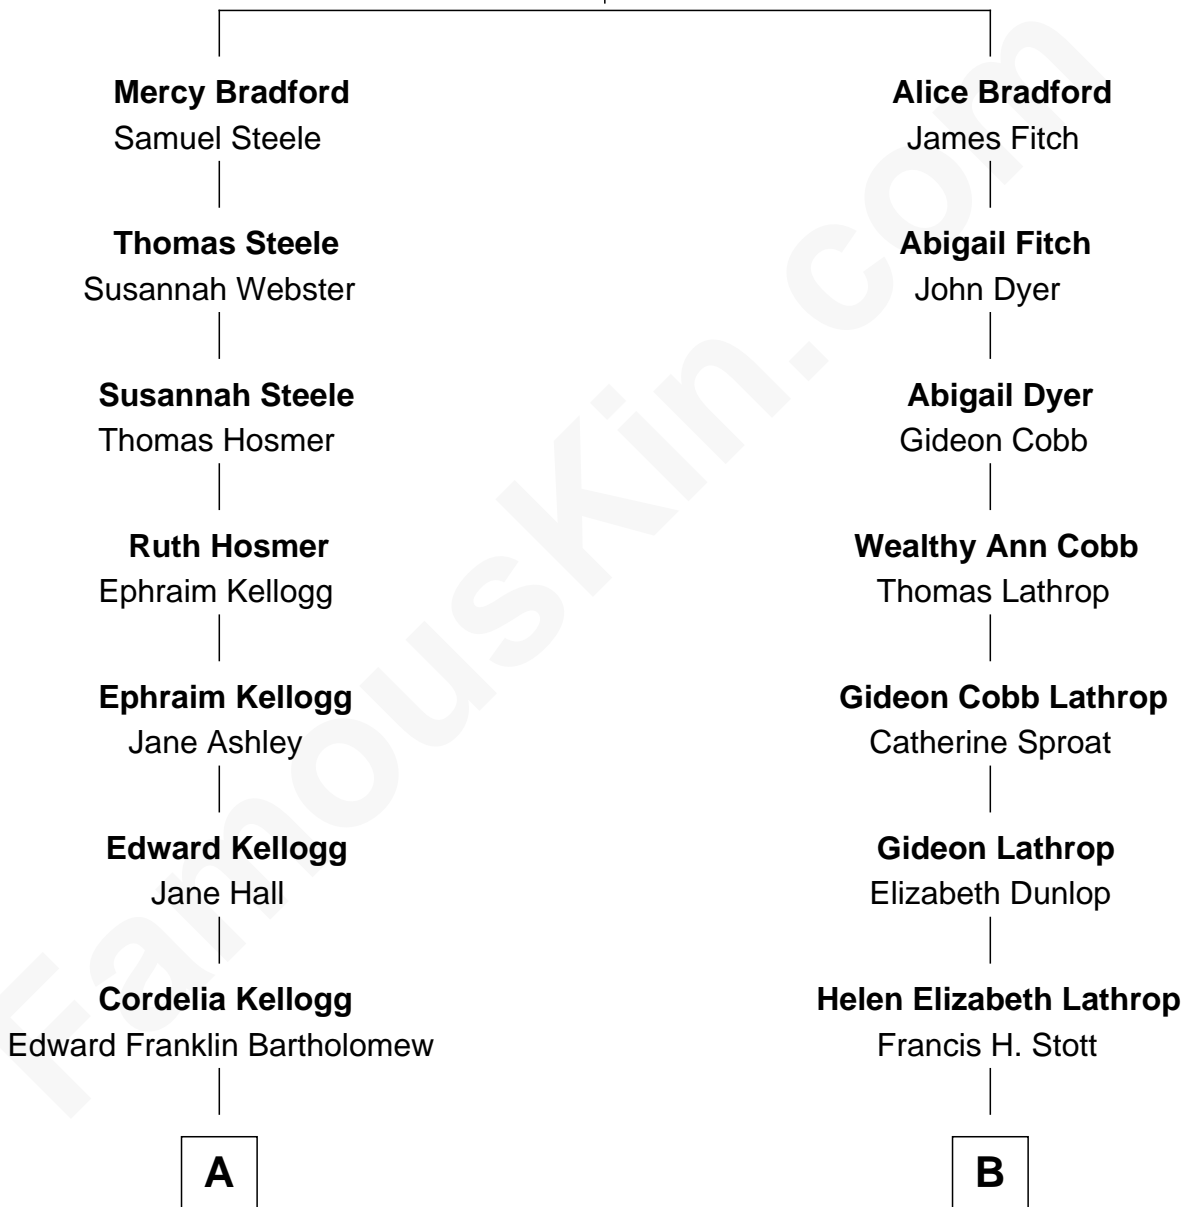 Mercy Bradford
Samuel Steele
Thomas Steele
Susannah Webster
Susannah Steele
Thomas Hosmer
Ruth Hosmer
Ephraim Kellogg
Ephraim Kellogg
Jane Ashley
Edward Kellogg
Jane Hall
Cordelia Kellogg
Edward Franklin Bartholomew
A
Alice Bradford
James Fitch
Abigail Fitch
John Dyer
Abigail Dyer
Gideon Cobb
Wealthy Ann Cobb
Thomas Lathrop
Gideon Cobb Lathrop
Catherine Sproat
Gideon Lathrop
Elizabeth Dunlop
Helen Elizabeth Lathrop
Francis H. Stott
B
FamousKin.com